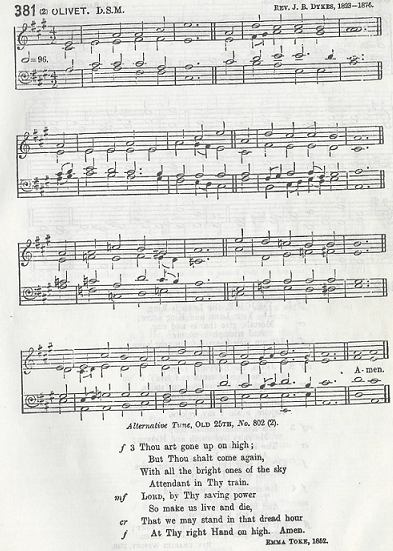 381 (2) OLIVET. D.S.M. REV. J. B. DYKES, 1823–1876.
=96.
A- men.
Alternative Tune, OLD 25TH, No. 802 (2).
f 3 Thou art gone up on high;
But Thou shalt come again,
With all the bright ones of the sky
Attendant in Thy train.
mf LORD, by Thy saving power
So make us live and die,
cr That we may stand in that dread hour
f At Thy right Hand on high. Amen.
EMMA TOKE, 1852.